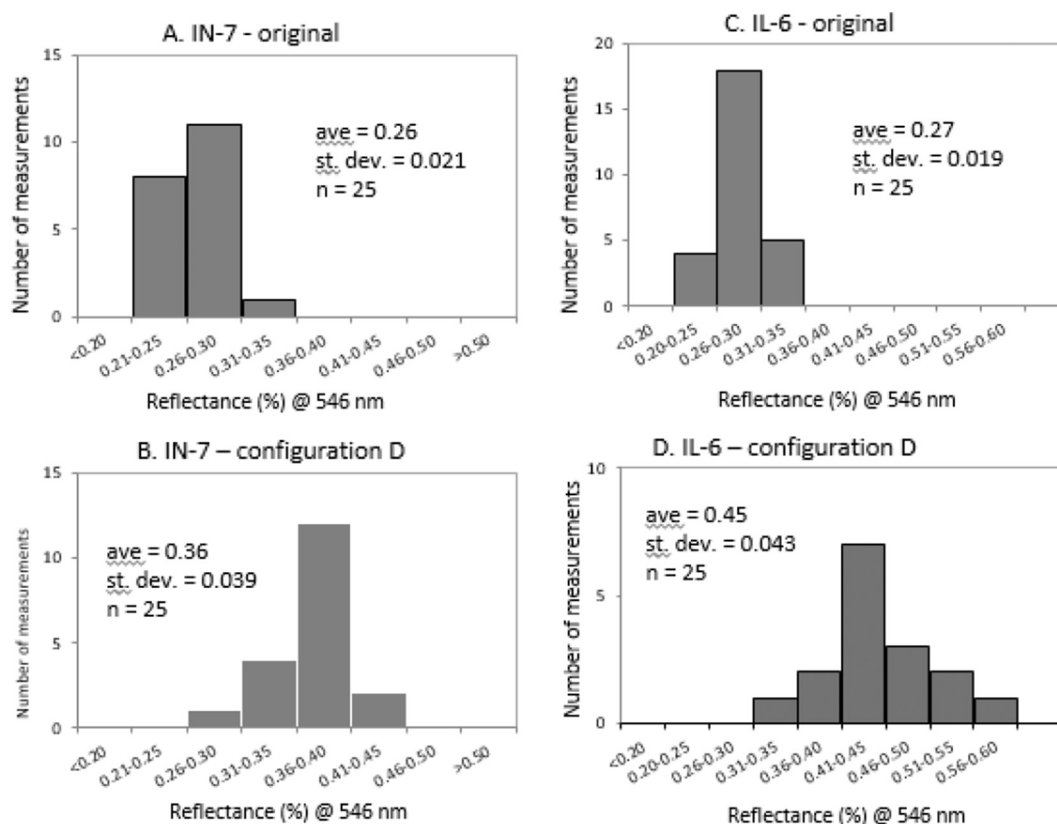 A. IN-7 - original
Number of measurements
15
10
5
0
ave = 0.26
st. dev. = 0.021
n = 25
<0.20
0.21-0.25
0.26-0.30
0.31-0.35
0.36-0.40
0.41-0.45
0.46-0.50
>0.50
Reflectance (%) @ 546 nm
C. IL-6 - original
Number of measurements
20
15
10
5
0
ave = 0.27
st. dev. = 0.019
n = 25
<0.20
0.20-0.25
0.26-0.30
0.31-0.35
0.36-0.40
0.41-0.45
0.46-0.50
0.51-0.55
0.56-0.60
Reflectance (%) @ 546 nm
B. IN-7 – configuration D
Number of measurements
15
10
5
0
ave = 0.36
st. dev. = 0.039
n = 25
<0.20
0.21-0.25
0.26-0.30
0.31-0.35
0.36-0.40
0.41-0.45
0.46-0.50
>0.50
Reflectance (%) @ 546 nm
D. IL-6 – configuration D
Number of measurements
10
5
0
ave = 0.45
st. dev. = 0.043
n = 25
<0.20
0.20-0.25
0.26-0.30
0.31-0.35
0.36-0.40
0.41-0.45
0.46-0.50
0.51-0.55
0.56-0.60
Reflectance (%) @ 546 nm